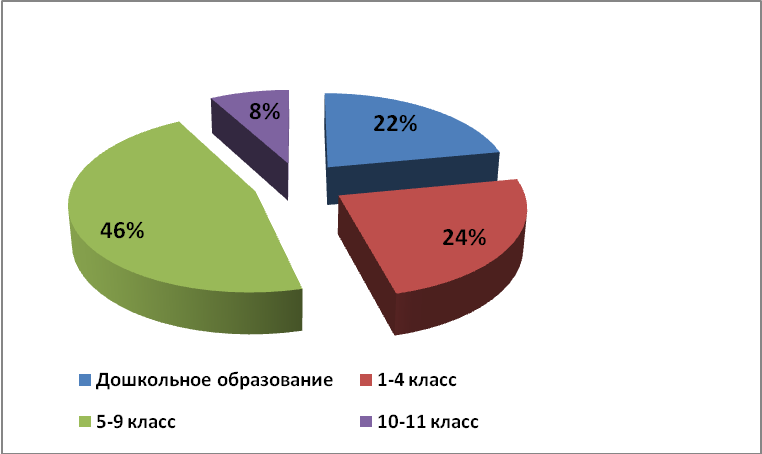 8%
22%
46%
24%
Дошкольное образование
1-4 класс
5-9 класс
10-11 класс